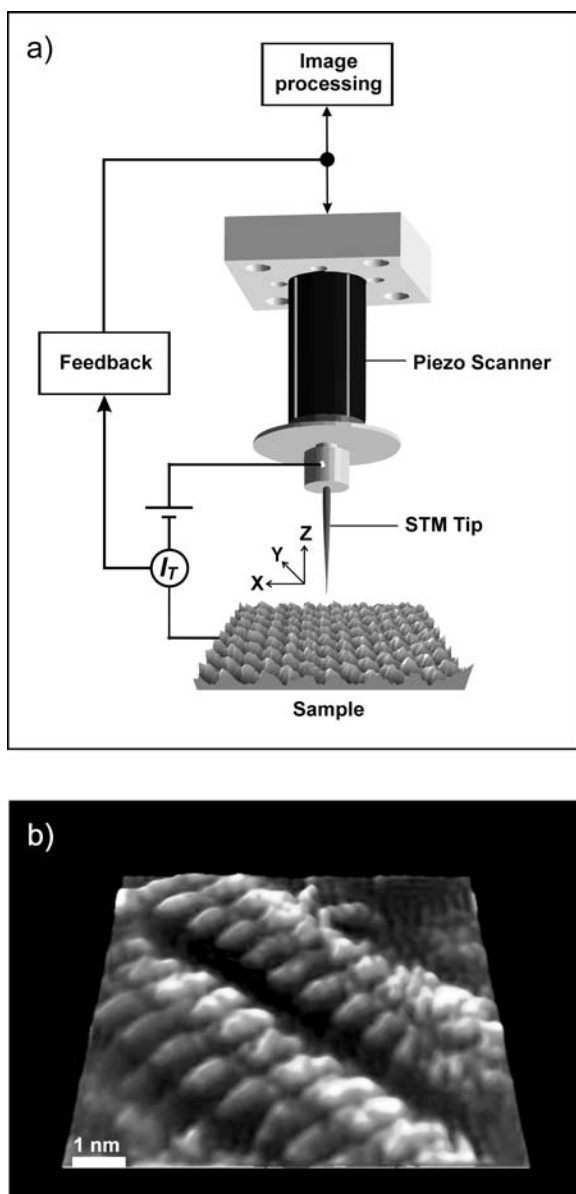 a)
Image
processing
Feedback
Piezo Scanner
STM Tip
Z
Y
X
I_T
Sample
b)
1 nm